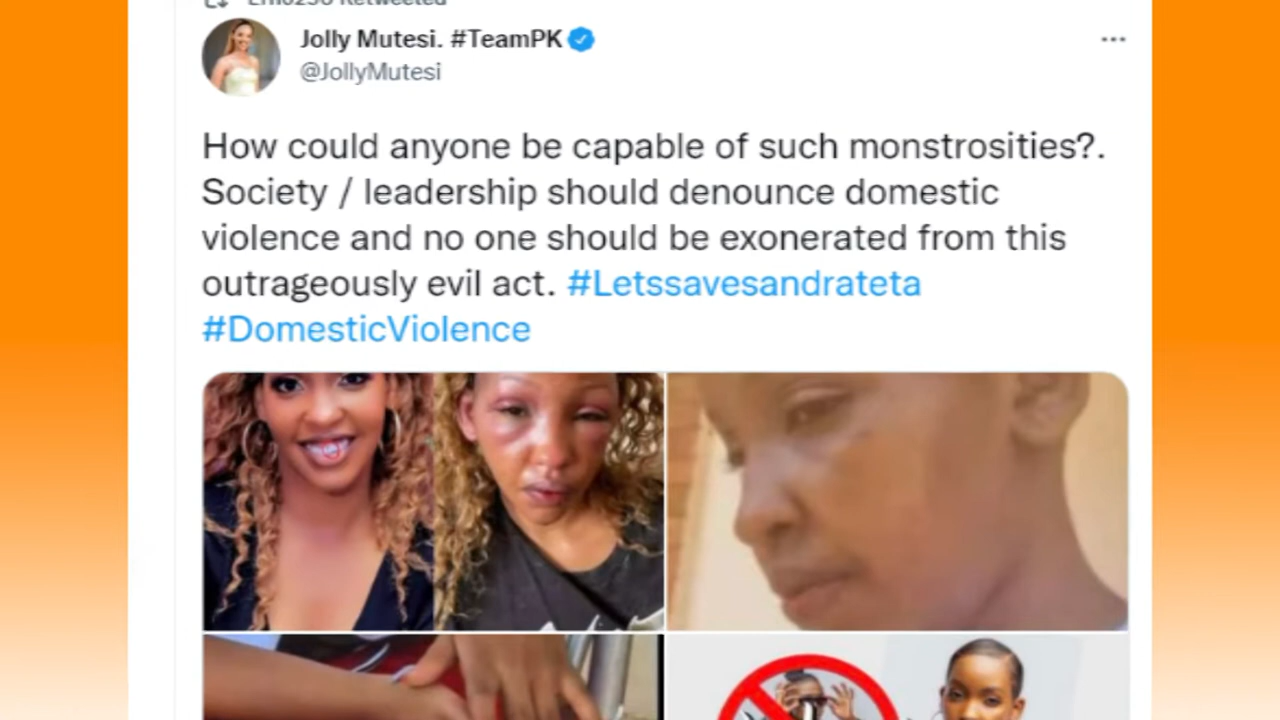 Retweeted
Jolly Mutesi. #TeamPK
@JollyMutesi
How could anyone be capable of such monstrosities?.
Society / leadership should denounce domestic
violence and no one should be exonerated from this
outrageously evil act. #Letssavesandrateta
#DomesticViolence